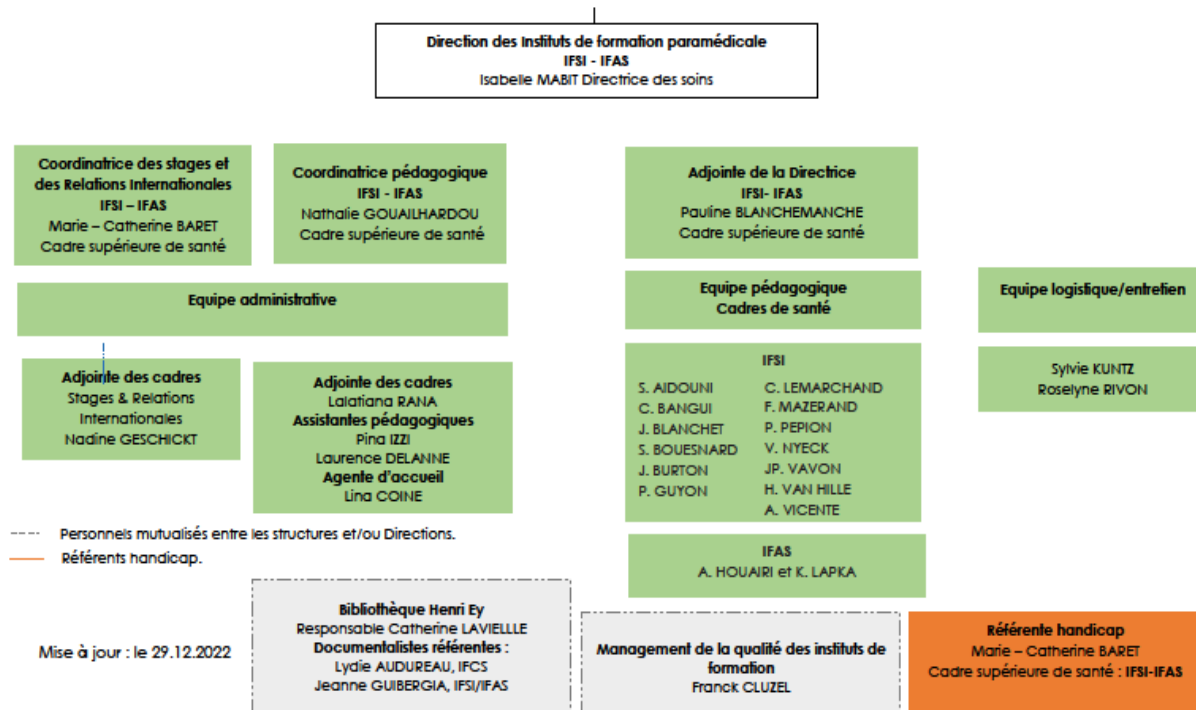 Direction des Instituts de formation paramédicale
IFSI - IFAS
Isabelle MABIT Directrice des soins
Coordinatrice des stages et
des Relations Internationales
IFSI – IFAS
Marie – Catherine BARET
Cadre supérieure de santé
Coordinatrice pédagogique
IFSI - IFAS
Nathalie GOUAILHARDOU
Cadre supérieure de santé
Adjointe de la Directrice
IFSI- IFAS
Pauline BLANCHEMANCHE
Cadre supérieure de santé
Equipe administrative
Equipe pédagogique
Cadres de santé
Equipe logistique/entretien
Adjointe des cadres
Stages & Relations
Internationales
Nadine GESCHICKT
Adjointe des cadres
Lalatiana RANA
Assistantes pédagogiques
Pina IZZI
Laurence DELANNE
Agente d'accueil
Lina COINE
IFSI
S. AIDOUNI
C. BANGUI
J. BLANCHET
S. BOUESNARD
J. BURTON
P. GUYON
C. LEMARCHAND
F. MAZERAND
P. PEPION
V. NYECK
JP. VAVON
H. VAN HILLE
A. VICENTE
Sylvie KUNTZ
Roselyne RIVON
IFAS
A. HOUAIRI et K. LAPKA
Personnels mutualisés entre les structures et/ou Directions.
Référents handicap.
Mise à jour : le 29.12.2022
Bibliothèque Henri Ey
Responsable Catherine LAVIELLLE
Documentalistes référentes :
Lydie AUDUREAU, IFCS
Jeanne GUIBERGIA, IFSI/IFAS
Management de la qualité des instituts de
formation
Franck CLUZEL
Référente handicap
Marie – Catherine BARET
Cadre supérieure de santé : IFSI-IFAS